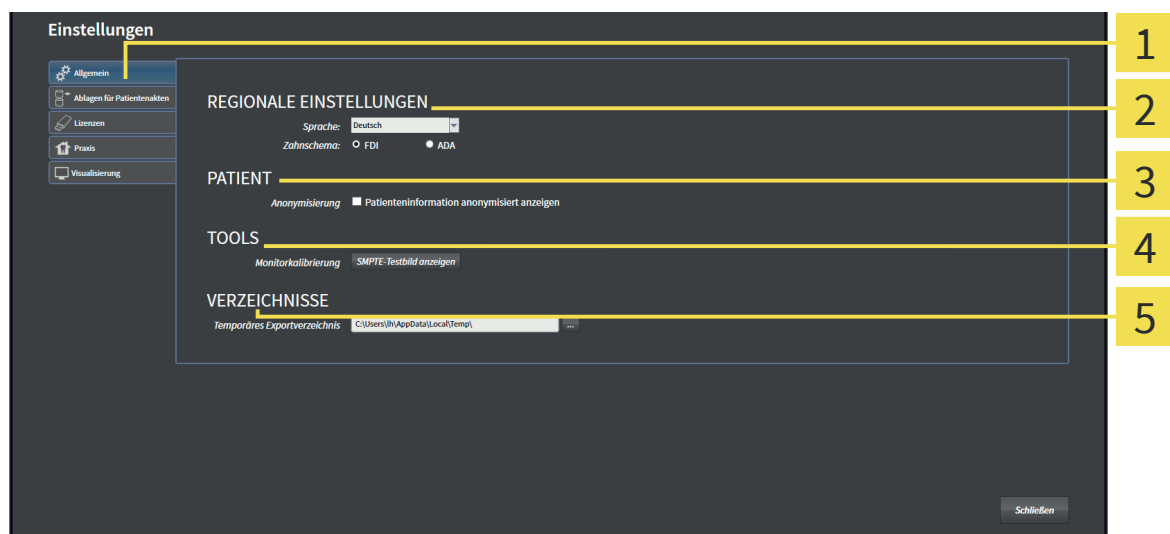 Einstellungen
Allgemein
Ablagen für Patientenakten
Lizenzen
Praxis
Visualisierung
REGIONALE EINSTELLUNGEN
Sprache: Deutsch
Zahnschema: FDI ADA
PATIENT
Anonymisierung Patienteninformation anonymisiert anzeigen
TOOLS
Monitorkalibrierung SMPTE-Testbild anzeigen
VERZEICHNISSE
Temporäres Exportverzeichnis C:\Users\lh\AppData\Local\Temp\ ...
Schließen
1
2
3
4
5